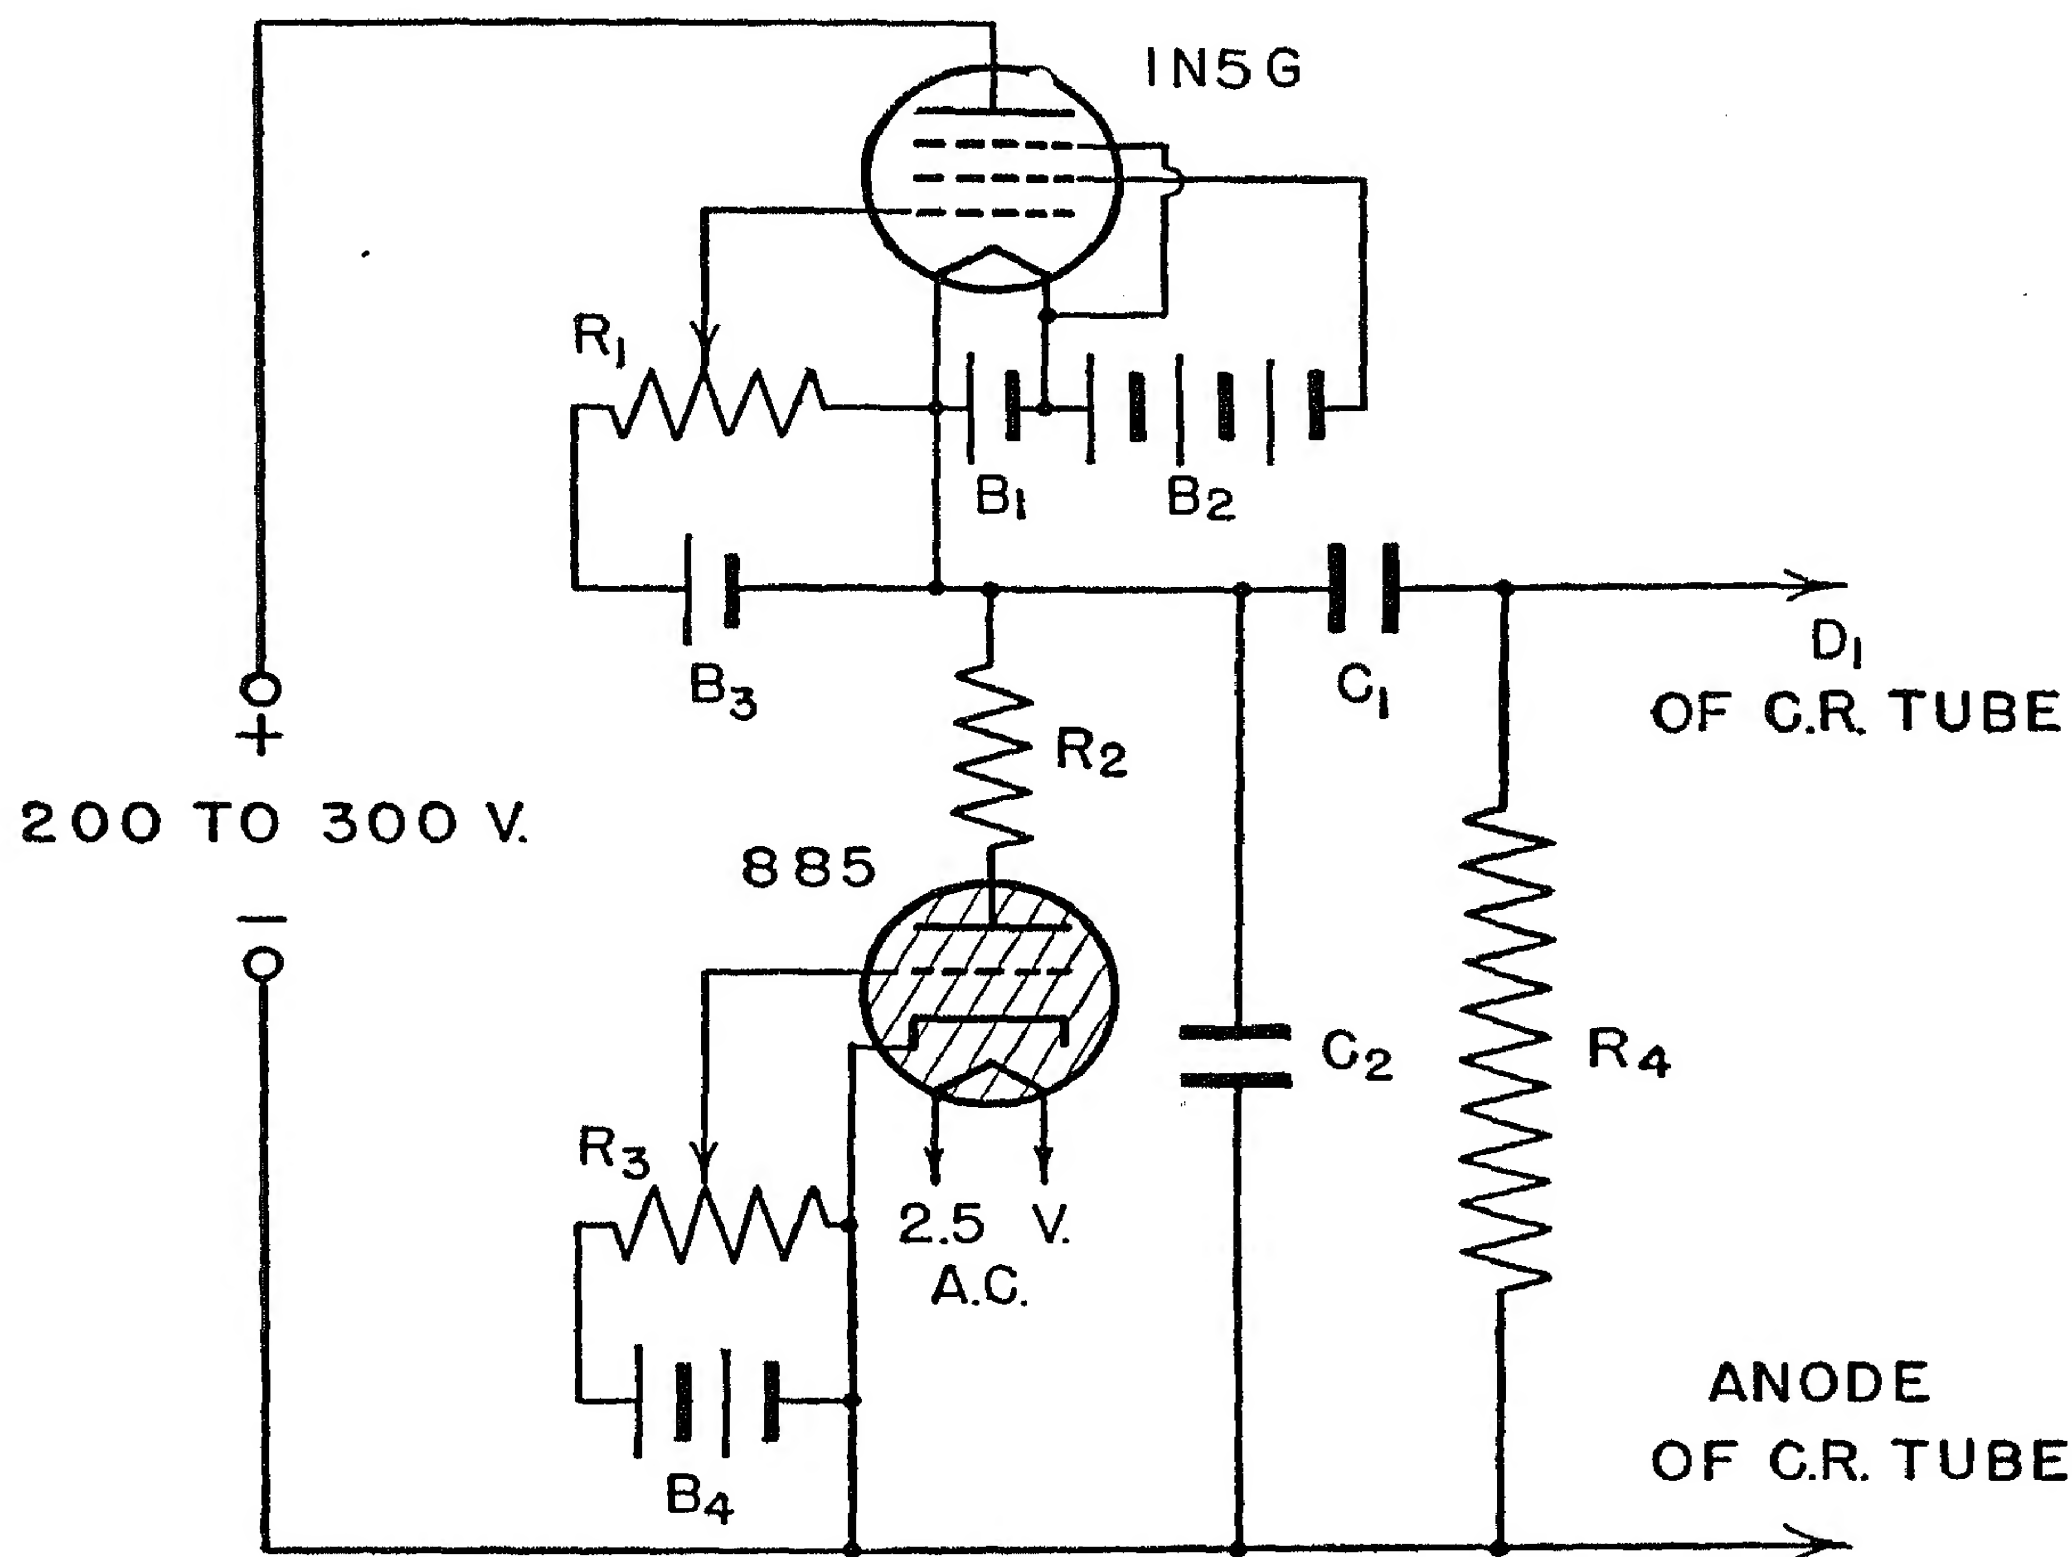 1N5G
R1
B1
B2
B3
C1
D1
OF C.R. TUBE
+
200 TO 300 V.
−
R2
885
C2
R4
R3
2.5 V.
A.C.
B4
ANODE
OF C.R. TUBE